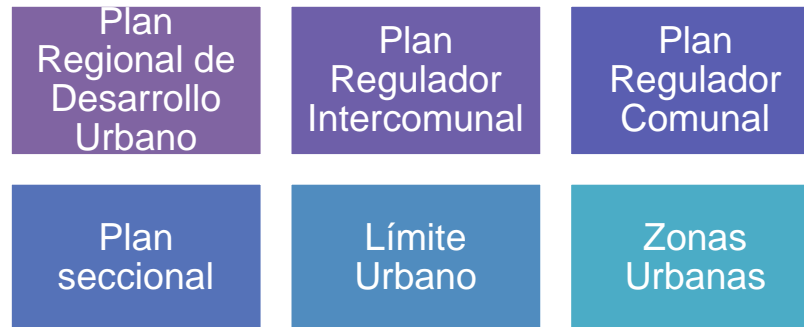 Plan
Regional de
Desarrollo
Urbano
Plan
Regulador
Intercomunal
Plan
Regulador
Comunal
Plan
seccional
Límite
Urbano
Zonas
Urbanas